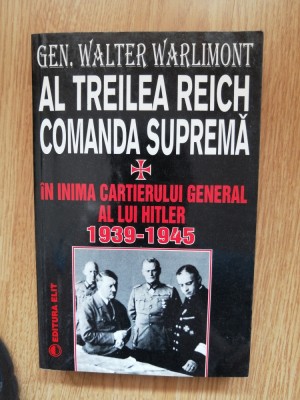 GEN. WALTER WARLIMONT
AL TREILEA REICH
COMANDA SUPREMĂ
ÎN INIMA CARTIERULUI GENERAL
AL LUI HITLER
1939-1945
EDITURA ELIT